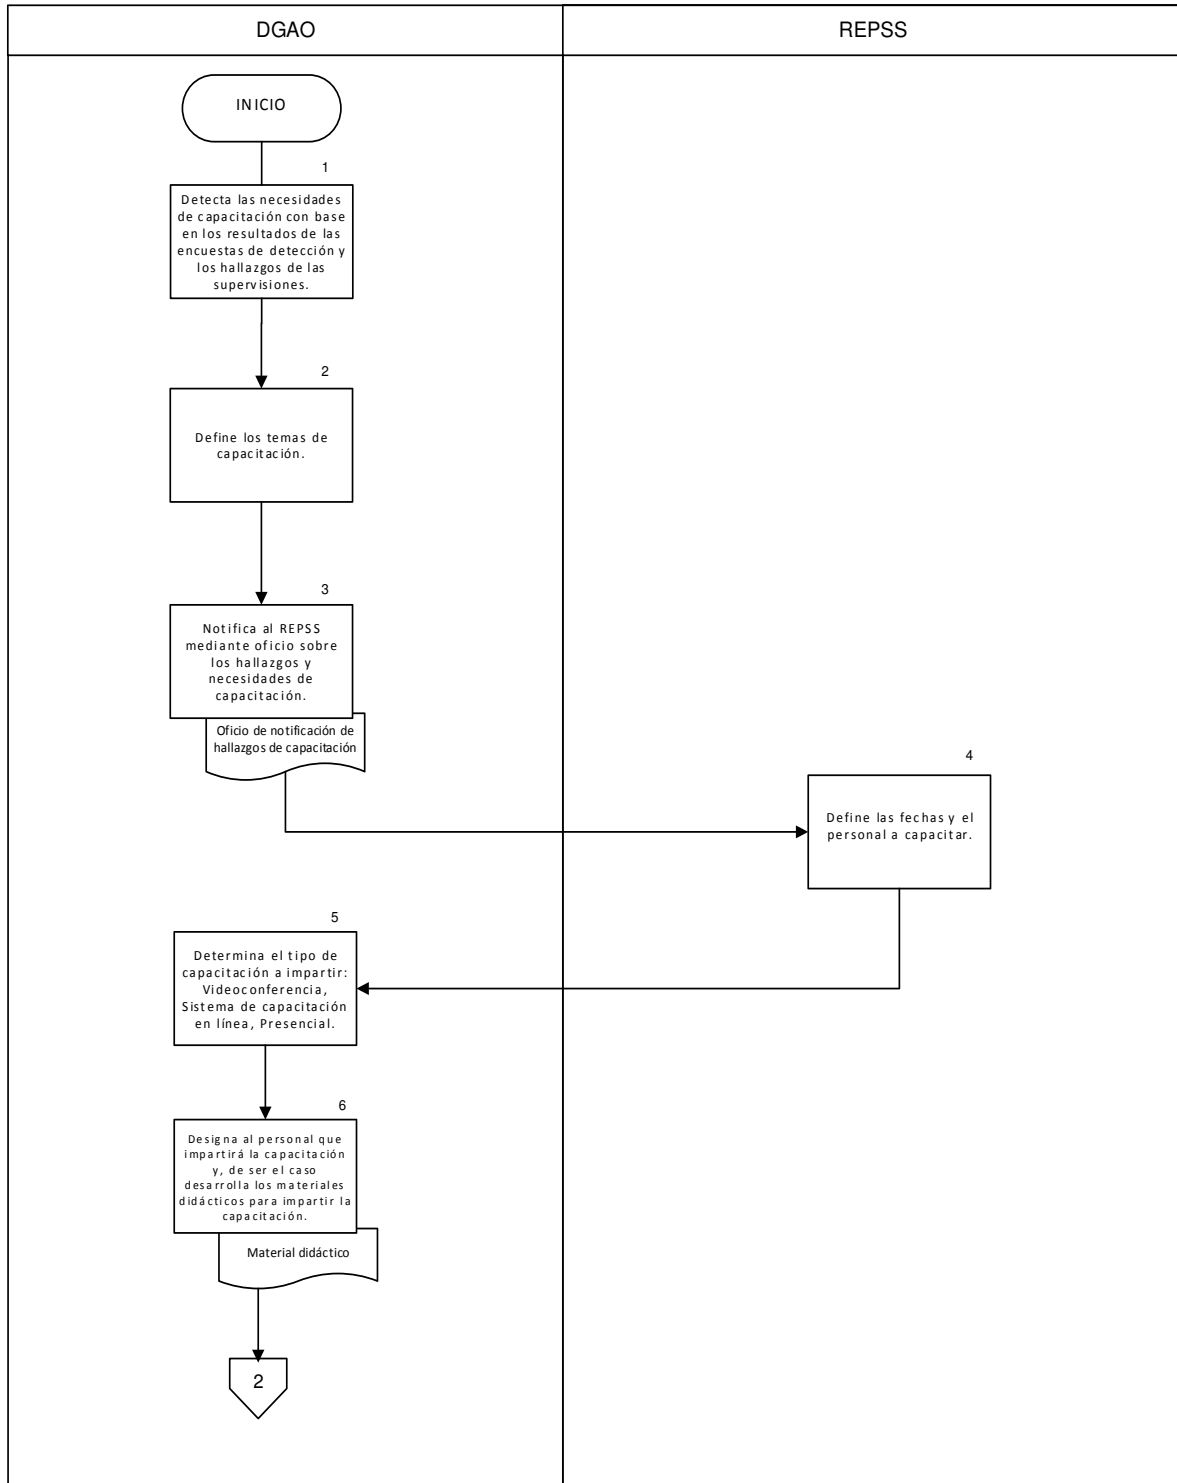 DGAO
REPSS
INICIO
1
Detecta las necesidades
de capacitación con base
en los resultados de las
encuestas de detección y
los hallazgos de las
supervisiones.
2
Define los temas de
capacitación.
3
Notifica al REPSS
mediante oficio sobre
los hallazgos y
necesidades de
capacitación.
Oficio de notificación de
hallazgos de capacitación
4
Define las fechas y el
personal a capacitar.
5
Determina el tipo de
capacitación a impartir:
Videoconferencia,
Sistema de capacitación
en línea, Presencial.
6
Designa al personal que
impartirá la capacitación
y, de ser el caso
desarrolla los materiales
didácticos para impartir la
capacitación.
Material didáctico
2